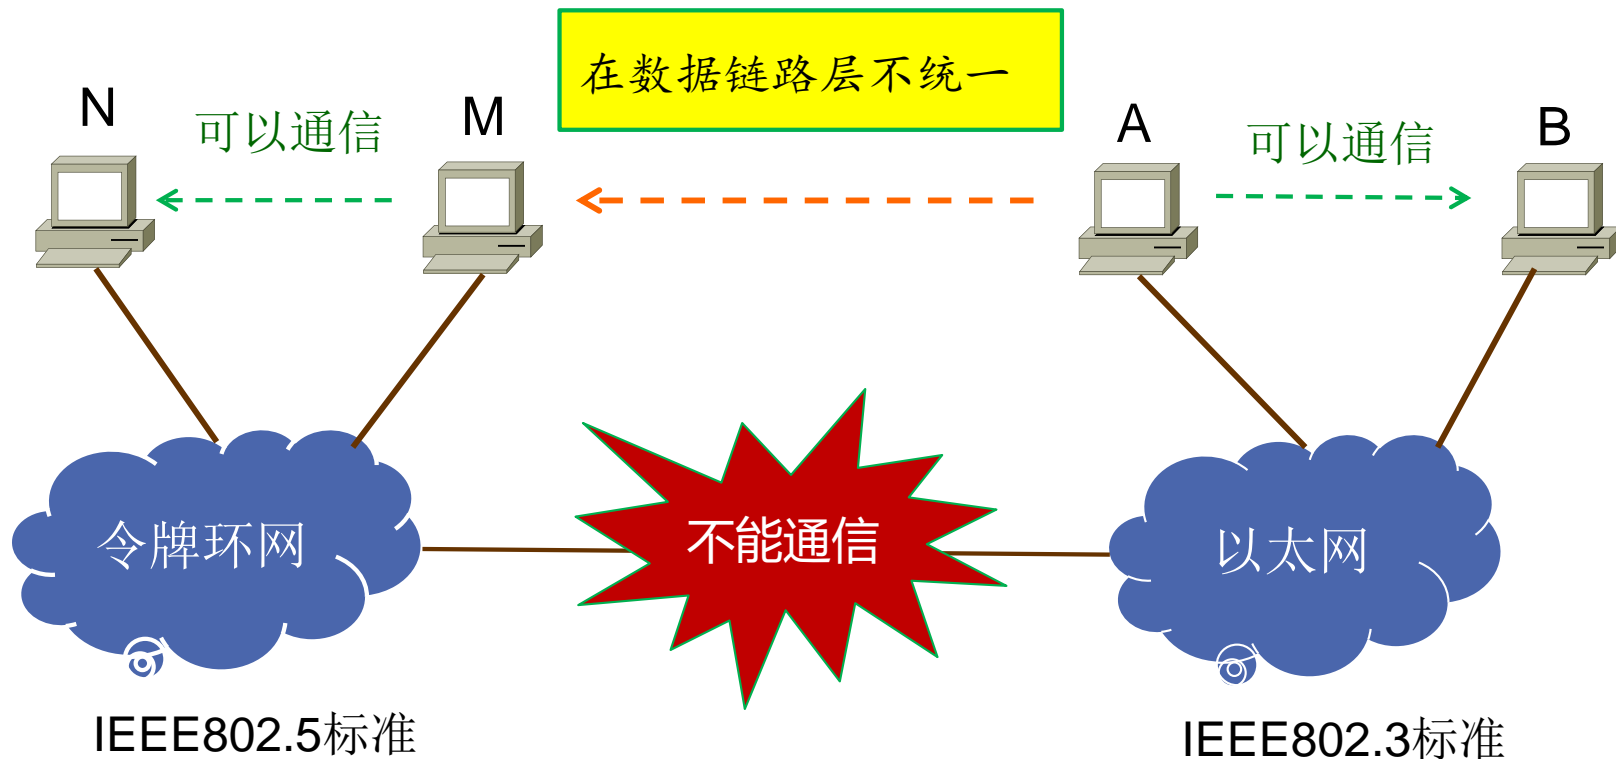 在数据链路层不统一
N
可以通信
M
A
可以通信
B
令牌环网
不能通信
以太网
IEEE802.5标准
IEEE802.3标准